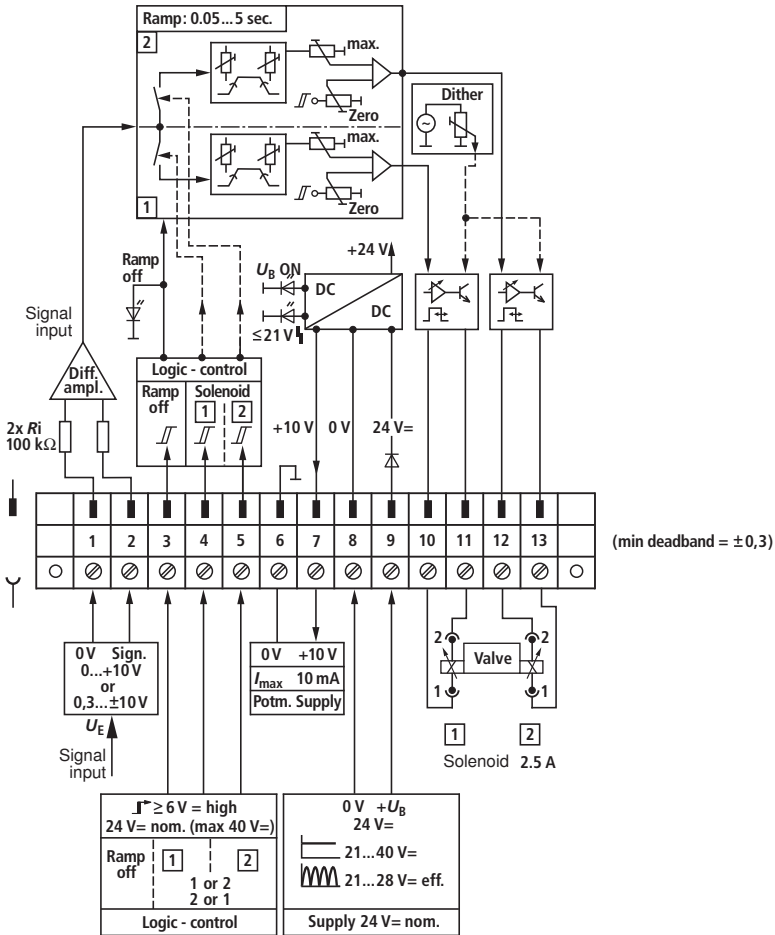 Ramp: 0.05...5 sec.
2
max.
Zero
max.
Zero
1
Dither
~
Ramp
off
+24 V
U_B ON
DC
DC
≤21 V
Signal
input
Diff.
ampl.
2x Ri
100 kΩ
Logic - control
Ramp
off
Solenoid
1 2
+10 V 0 V 24 V=
1 2 3 4 5 6 7 8 9 10 11 12 13
(min deadband = ±0,3)
0 V Sign.
0...+10 V
or
0,3...±10 V
U_E
Signal
input
0 V +10 V
I_max 10 mA
Potm. Supply
2 Valve 2
1 1
1 2
Solenoid 2.5 A
≥ 6 V = high
24 V= nom. (max 40 V=)
Ramp
off
1 2
1 or 2
2 or 1
Logic - control
0 V +U_B
24 V=
21...40 V=
21...28 V= eff.
Supply 24 V= nom.